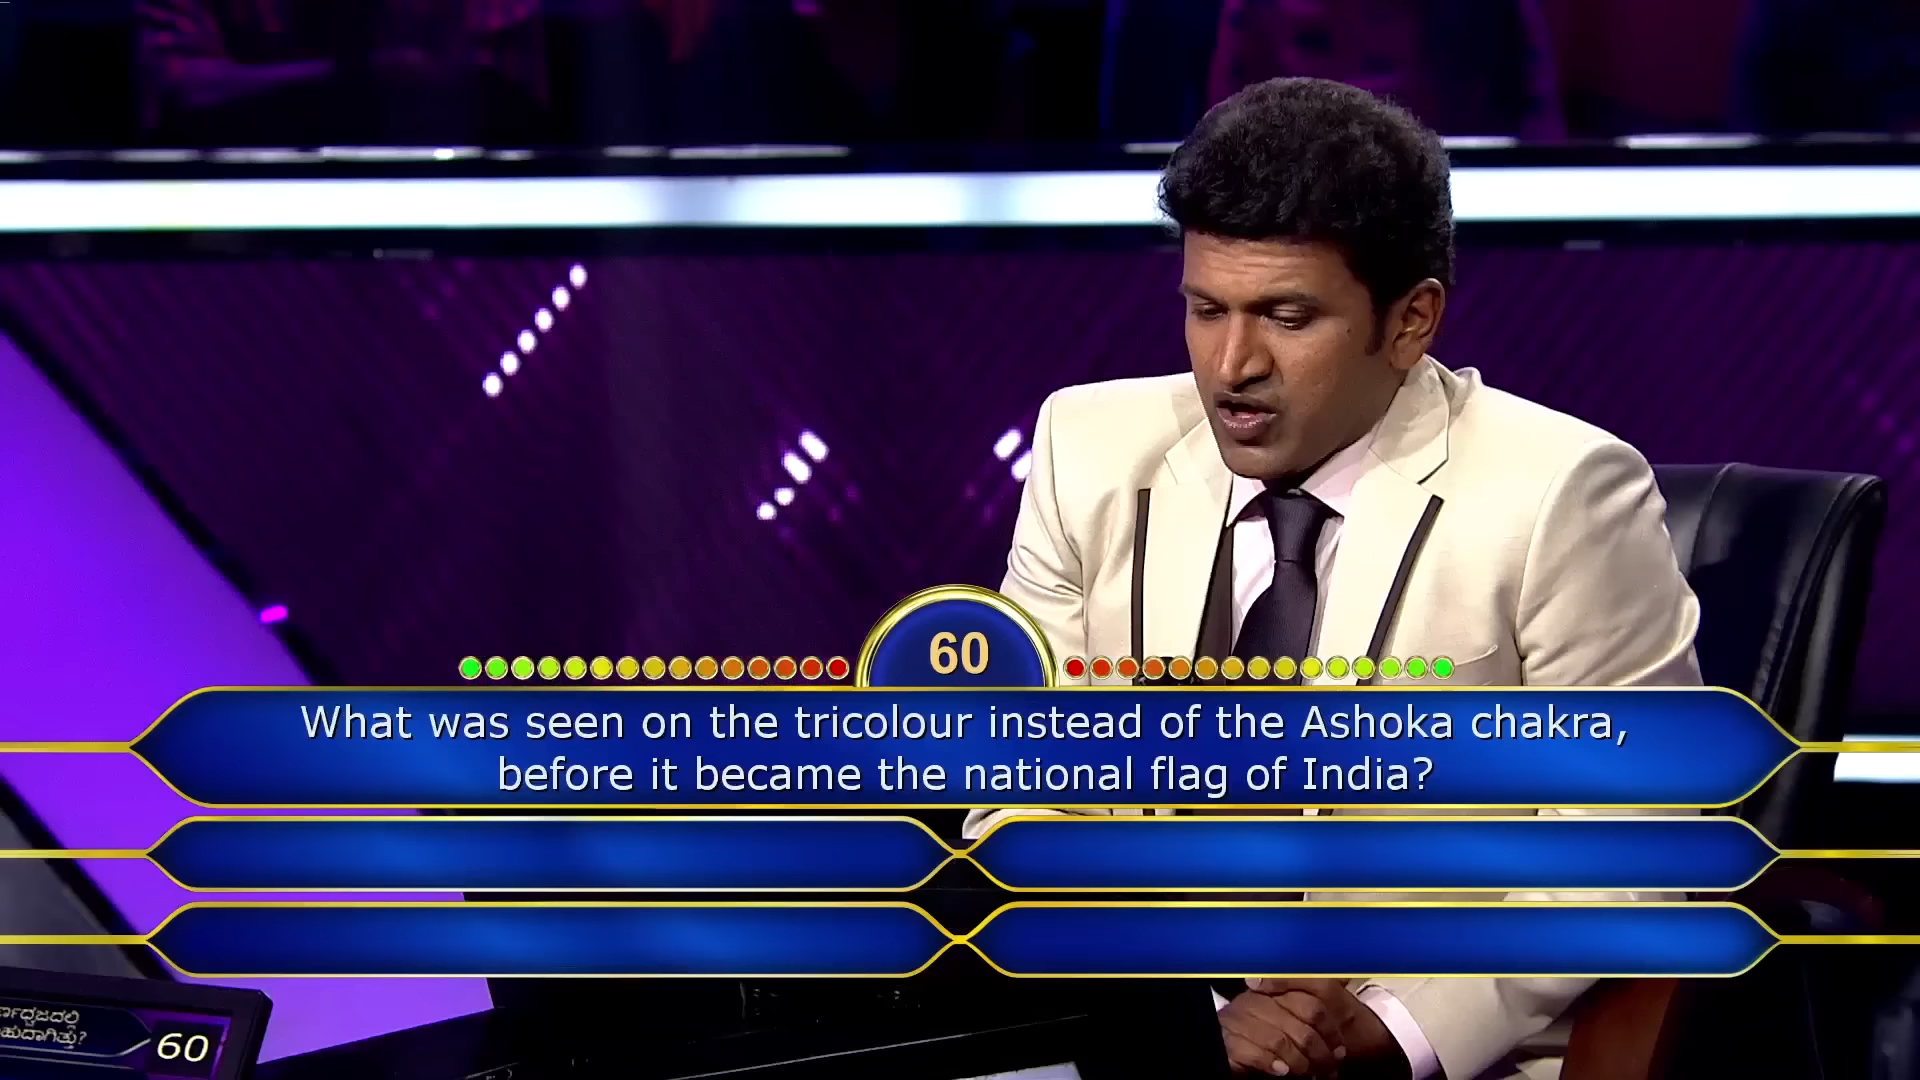 60
What was seen on the tricolour instead of the Ashoka chakra,
before it became the national flag of India?
60